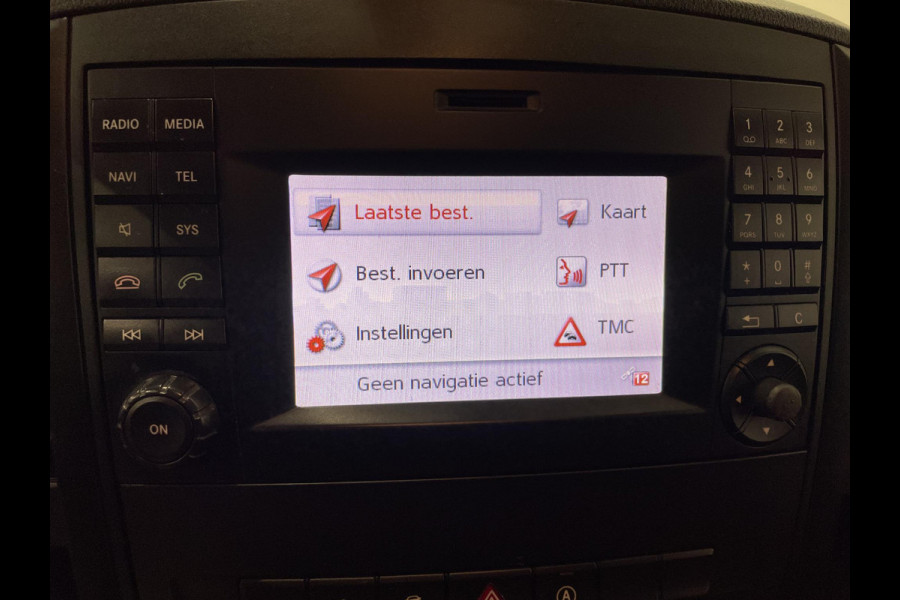 RADIO MEDIA
NAVI TEL
SYS
ON
Laatste best.
Kaart
Best. invoeren
PTT
Instellingen
TMC
Geen navigatie actief
12
1 2 ABC 3 DEF
4 GHI 5 JKL 6 MNO
7 PQRS 8 TUV 9 WXYZ
* + 0 #
C
A